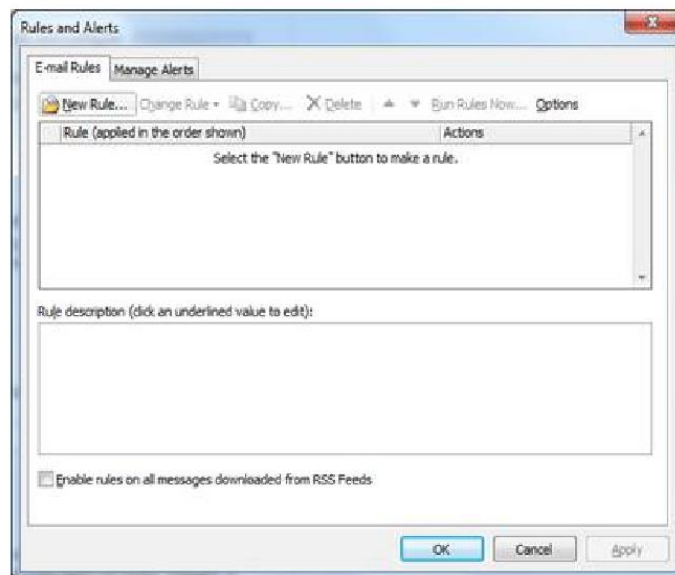 Rules and Alerts
E-mail Rules Manage Alerts
New Rule... Change Rule Copy... Delete Run Rules Now... Options
Rule (applied in the order shown) Actions
Select the "New Rule" button to make a rule.
Rule description (click an underlined value to edit):
Enable rules on all messages downloaded from RSS Feeds
OK Cancel Apply